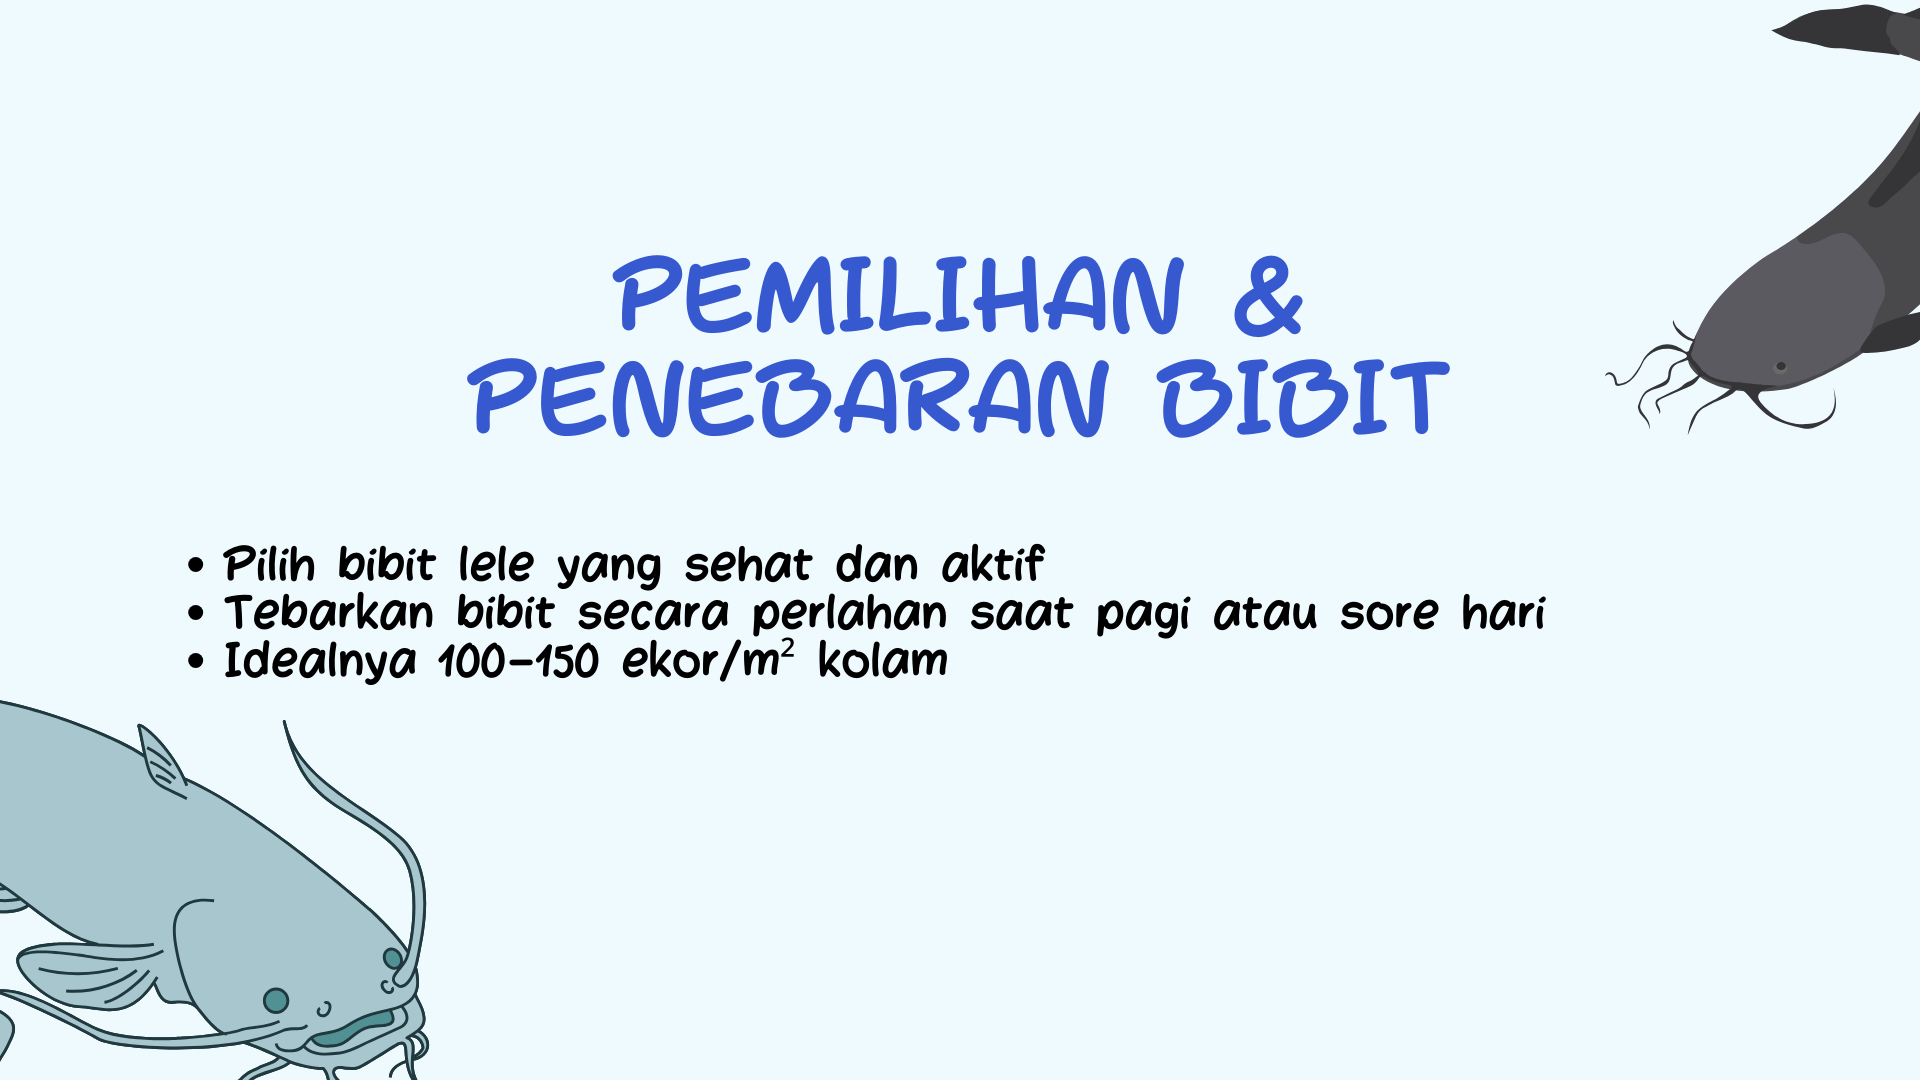 PEMILIHAN &
PENEBARAN BIBIT
• Pilih bibit lele yang sehat dan aktif
• Tebarkan bibit secara perlahan saat pagi atau sore hari
• Idealnya 100-150 ekor/m² kolam